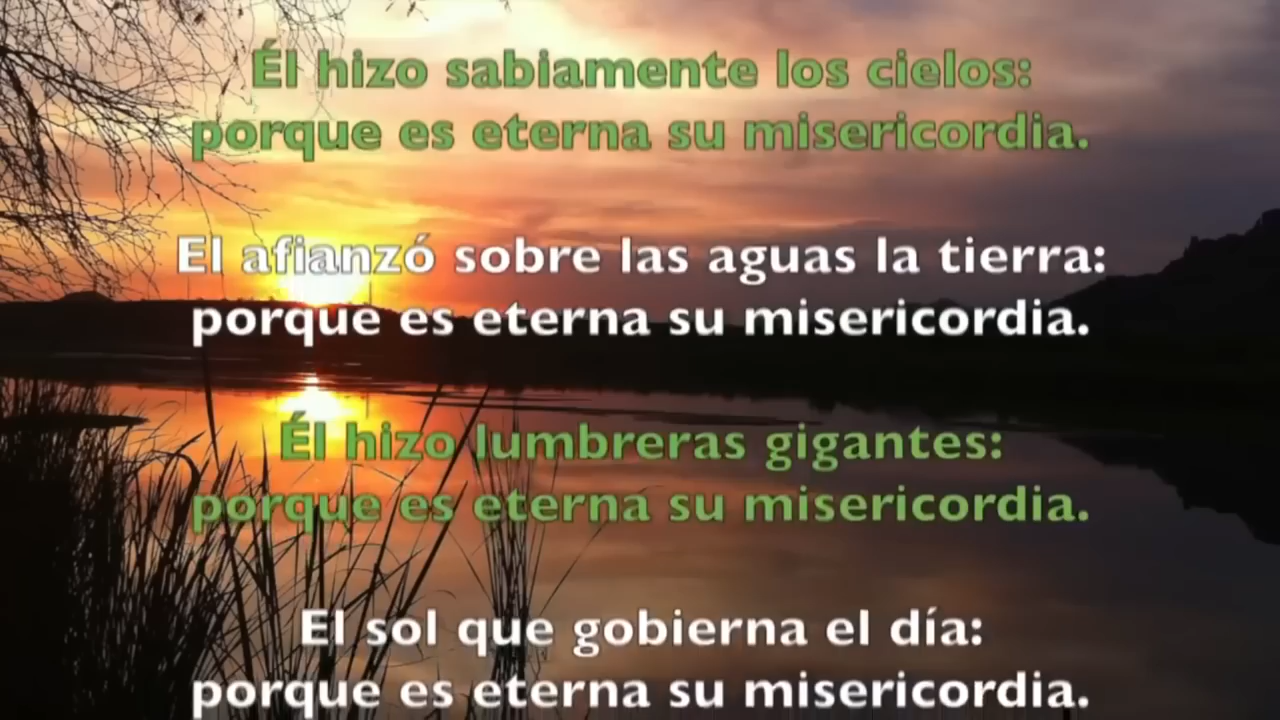 Él hizo sabiamente los cielos:
porque es eterna su misericordia.
El afianzó sobre las aguas la tierra:
porque es eterna su misericordia.
Él hizo lumbreras gigantes:
porque es eterna su misericordia.
El sol que gobierna el día:
porque es eterna su misericordia.